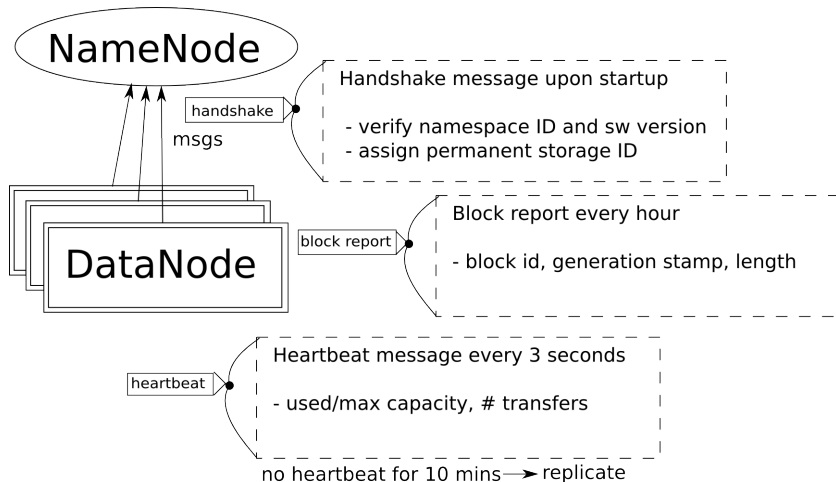 NameNode
handshake
msgs
Handshake message upon startup
- verify namespace ID and sw version
- assign permanent storage ID
DataNode
block report
Block report every hour
- block id, generation stamp, length
heartbeat
Heartbeat message every 3 seconds
- used/max capacity, # transfers
no heartbeat for 10 mins replicate